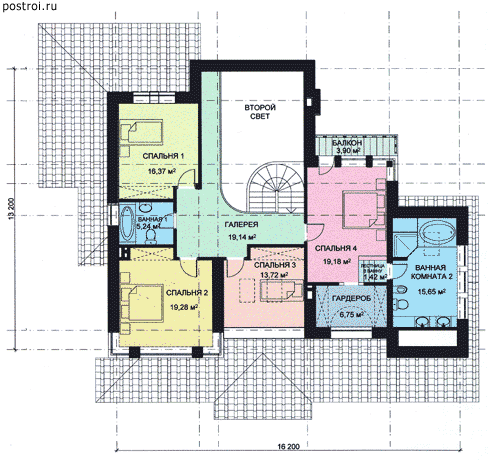 postroi.ru
ВТОРОЙ
СВЕТ
БАЛКОН
3,90 м²
СПАЛЬНЯ 1
16,37 м²
ВАННАЯ 1
5,24 м²
ГАЛЕРЕЯ
19,14 м²
СПАЛЬНЯ 4
19,18 м²
СПАЛЬНЯ 3
13,72 м²
СПАЛЬНЯ 2
19,28 м²
ЛЕСТНИЦА
В ВАННУ
1,42 м²
ВАННАЯ
КОМНАТА 2
15,65 м²
ГАРДЕРОБ
6,75 м²
13 200
16 200